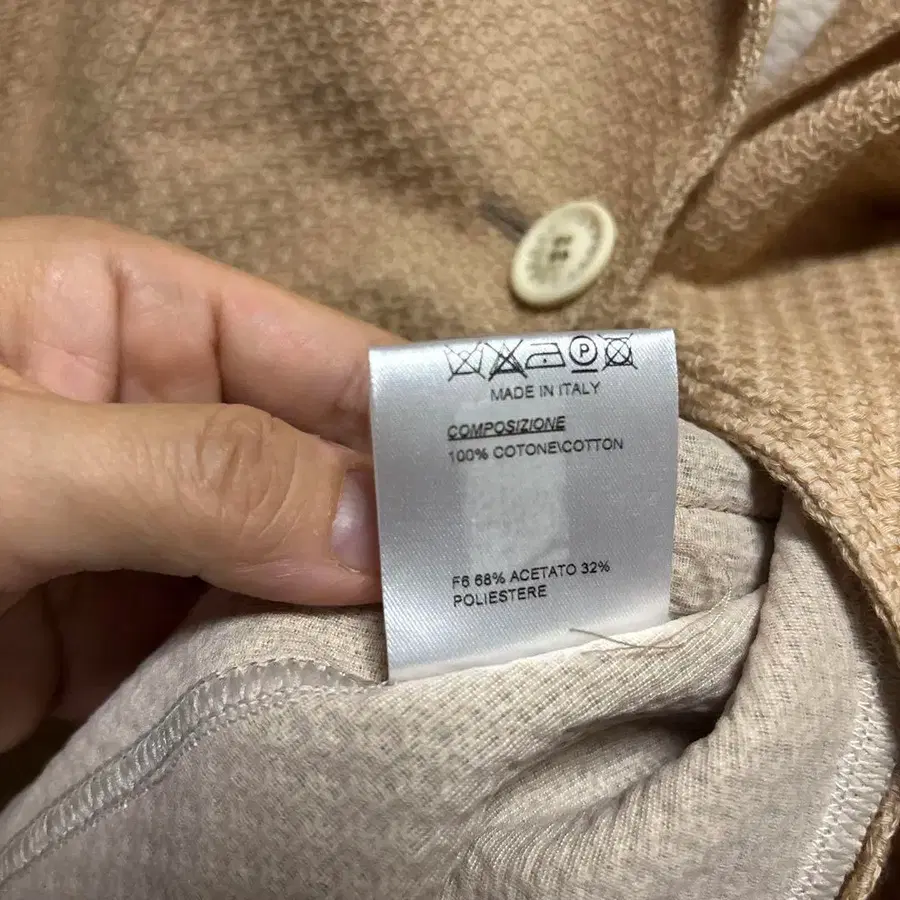 P
MADE IN ITALY
COMPOSIZIONE
100% COTONE\COTTON
F6 68% ACETATO 32%
POLIESTERE